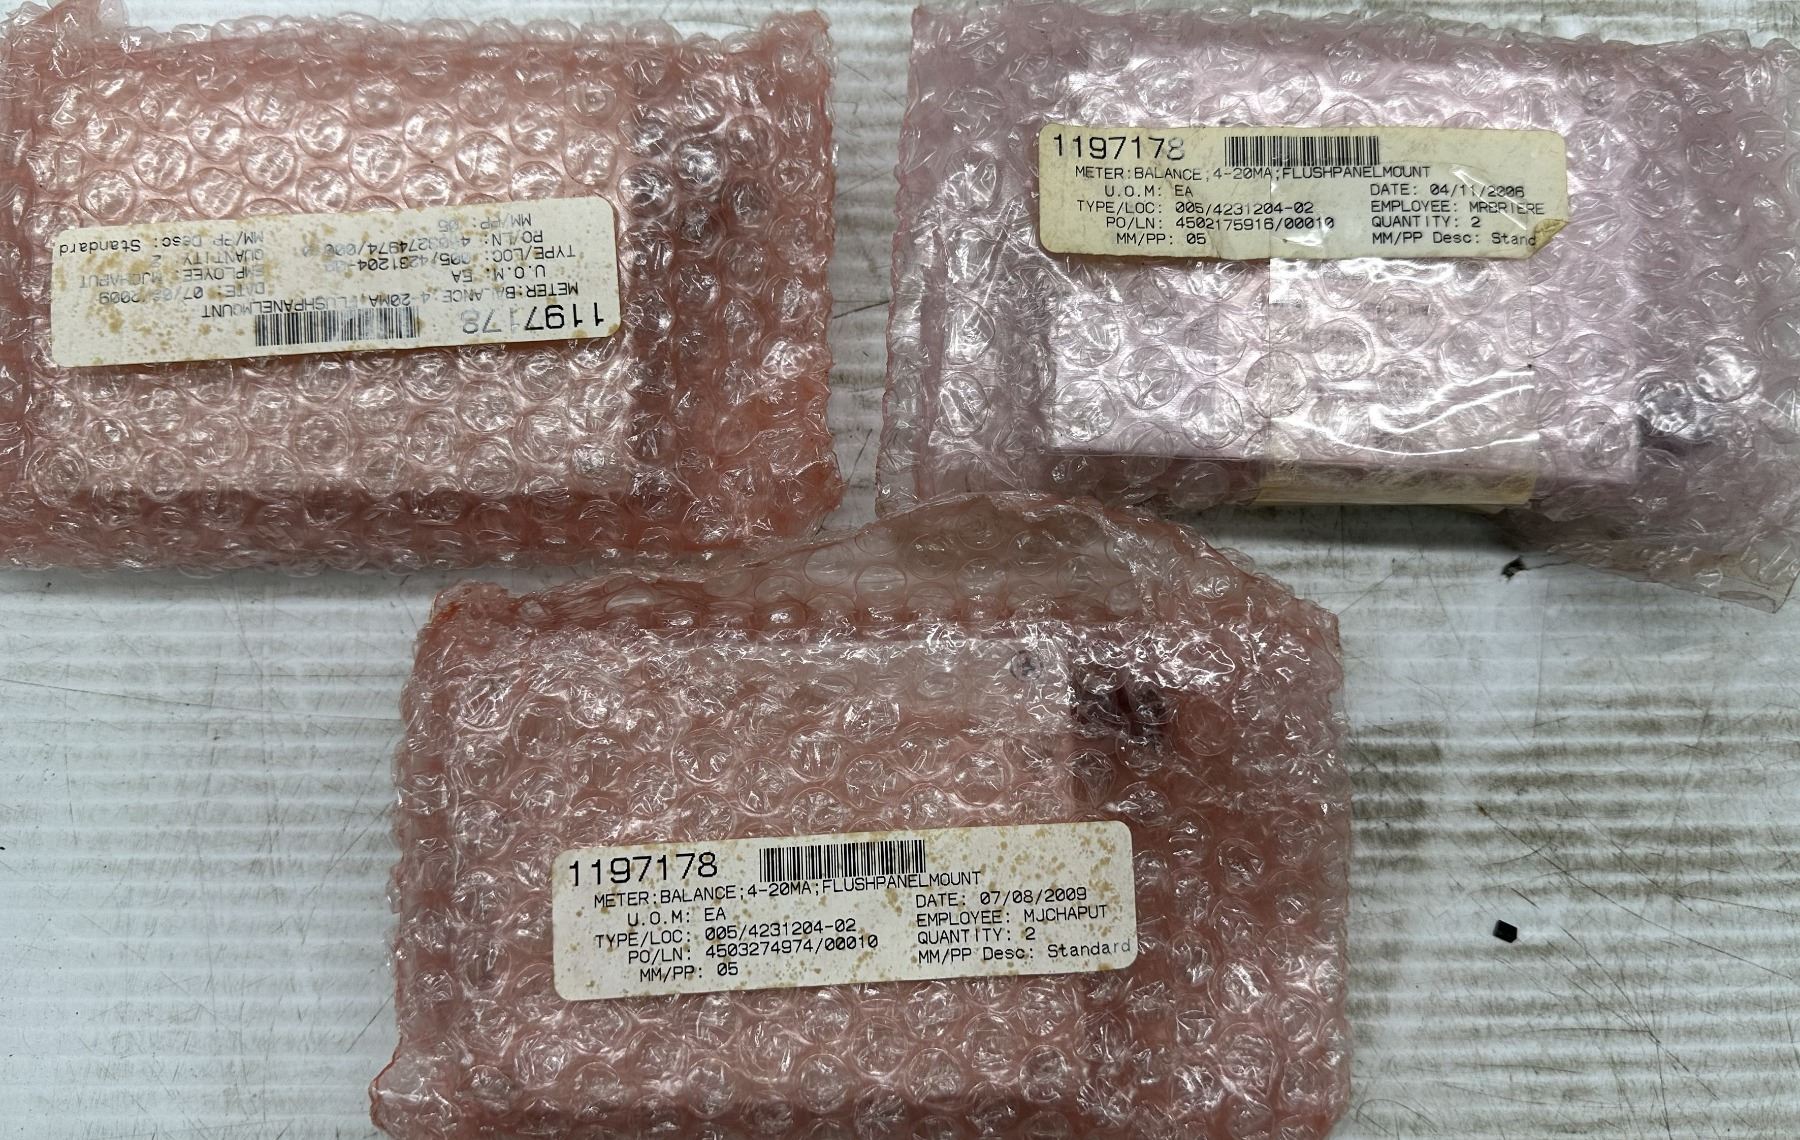 1197178
METER:BALANCE;4-20MA;FLUSHPANELMOUNT
U.O.M: EA DATE: 07/08/2009
TYPE/LOC: 005/4231204-02 EMPLOYEE: MJCHAPUT
PO/LN: 4503274974/00010 QUANTITY: 2
MM/PP: 05 MM/PP Desc: Standard
1197178
METER:BALANCE;4-20MA;FLUSHPANELMOUNT
U.O.M: EA DATE: 04/11/2006
TYPE/LOC: 005/4231204-02 EMPLOYEE: MRBRIERE
PO/LN: 4502175916/00010 QUANTITY: 2
MM/PP: 05 MM/PP Desc: Stand
1197178
METER:BALANCE;4-20MA;FLUSHPANELMOUNT
U.O.M: EA DATE: 07/08/2009
TYPE/LOC: 005/4231204-02 EMPLOYEE: MJCHAPUT
PO/LN: 4503274974/00010 QUANTITY: 2
MM/PP: 05 MM/PP Desc: Standard